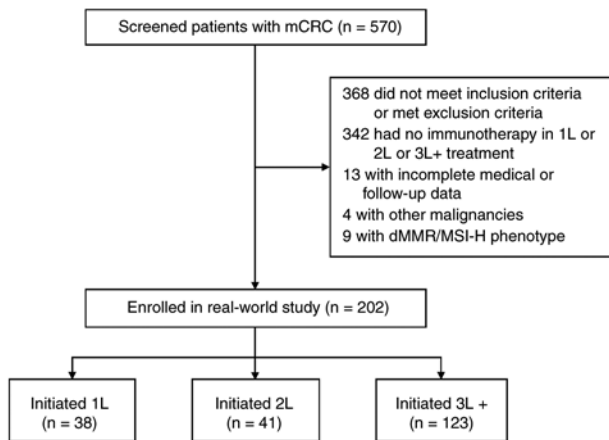 Screened patients with mCRC (n = 570)
368 did not meet inclusion criteria
or met exclusion criteria
342 had no immunotherapy in 1L or
2L or 3L+ treatment
13 with incomplete medical or
follow-up data
4 with other malignancies
9 with dMMR/MSI-H phenotype
Enrolled in real-world study (n = 202)
Initiated 1L
(n = 38)
Initiated 2L
(n = 41)
Initiated 3L +
(n = 123)